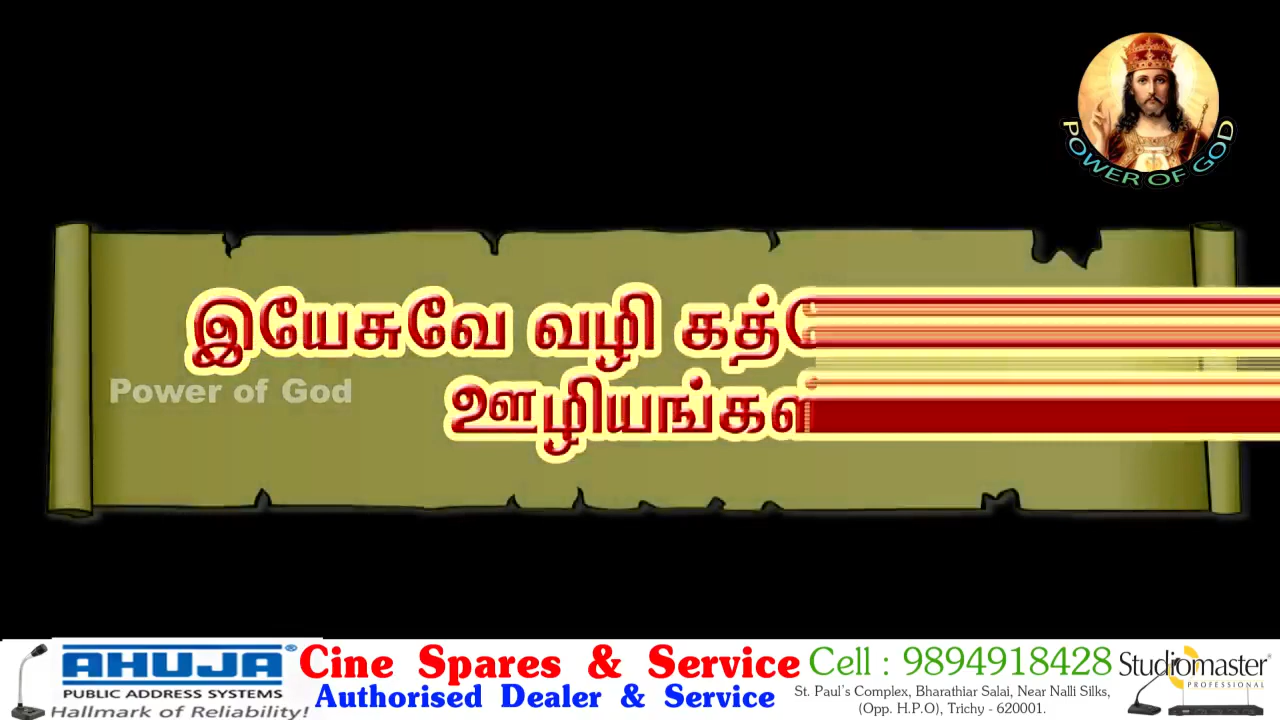 POWER OF GOD
இயேசுவே வழி
ஊழியங்கள்
Power of God
AHUJA®
PUBLIC ADDRESS SYSTEMS
Hallmark of Reliability!
Cine Spares & Service
Authorised Dealer & Service
Cell : 9894918428
St. Paul's Complex, Bharathiar Salai, Near Nalli Silks,
(Opp. H.P.O), Trichy - 620001.
Studiomaster®
PROFESSIONAL